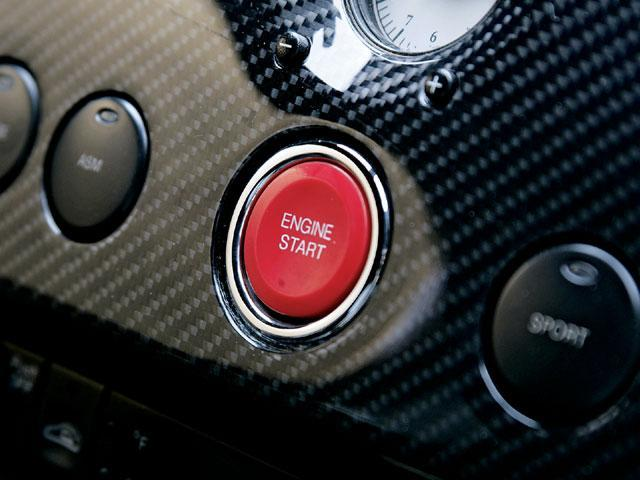 7
6
-
+
ASM
ENGINE
START
SPORT
°F